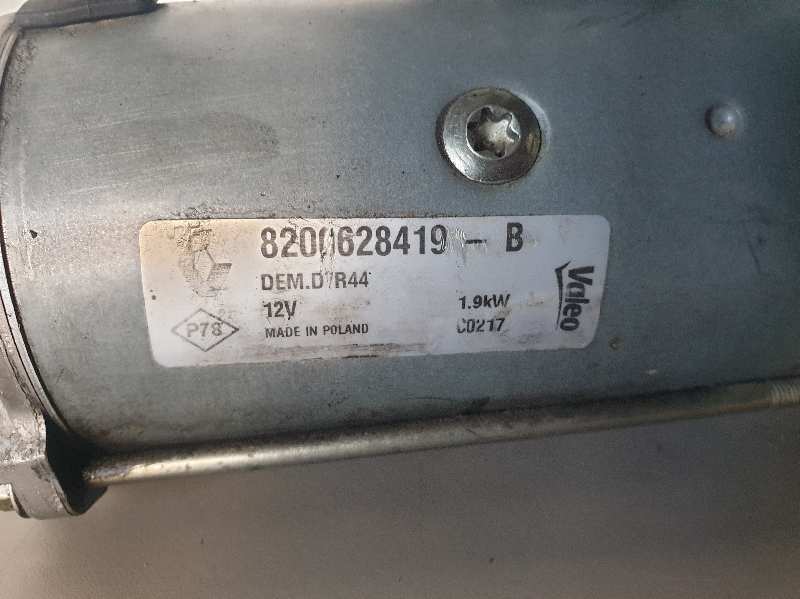 8200628419 - B
DEM.D7R44
12V 1.9kW
P78 MADE IN POLAND C0217
Valeo